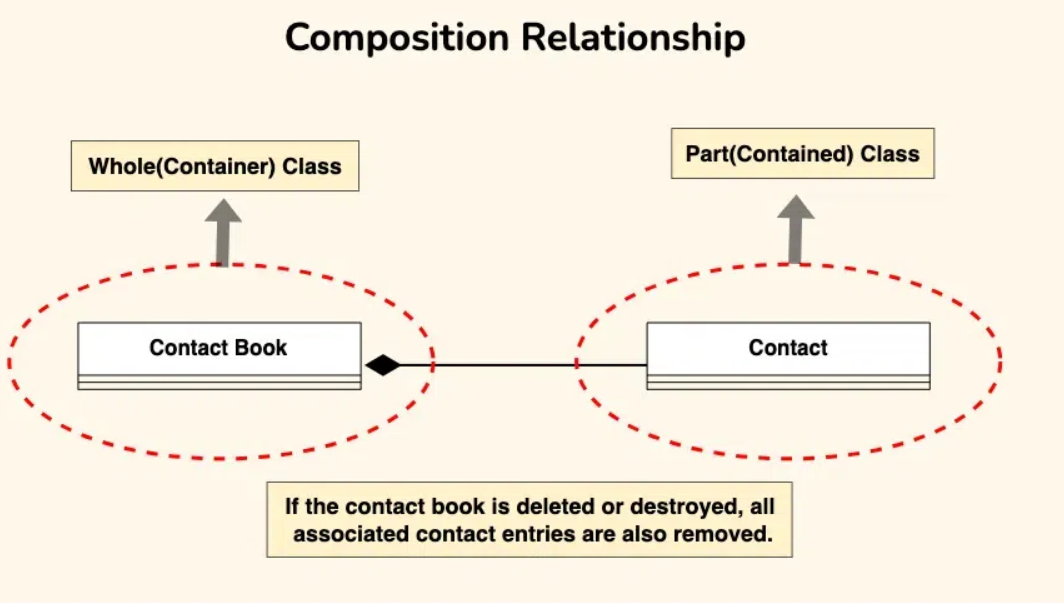 Composition Relationship
Whole(Container) Class
Part(Contained) Class
Contact Book
Contact
If the contact book is deleted or destroyed, all
associated contact entries are also removed.